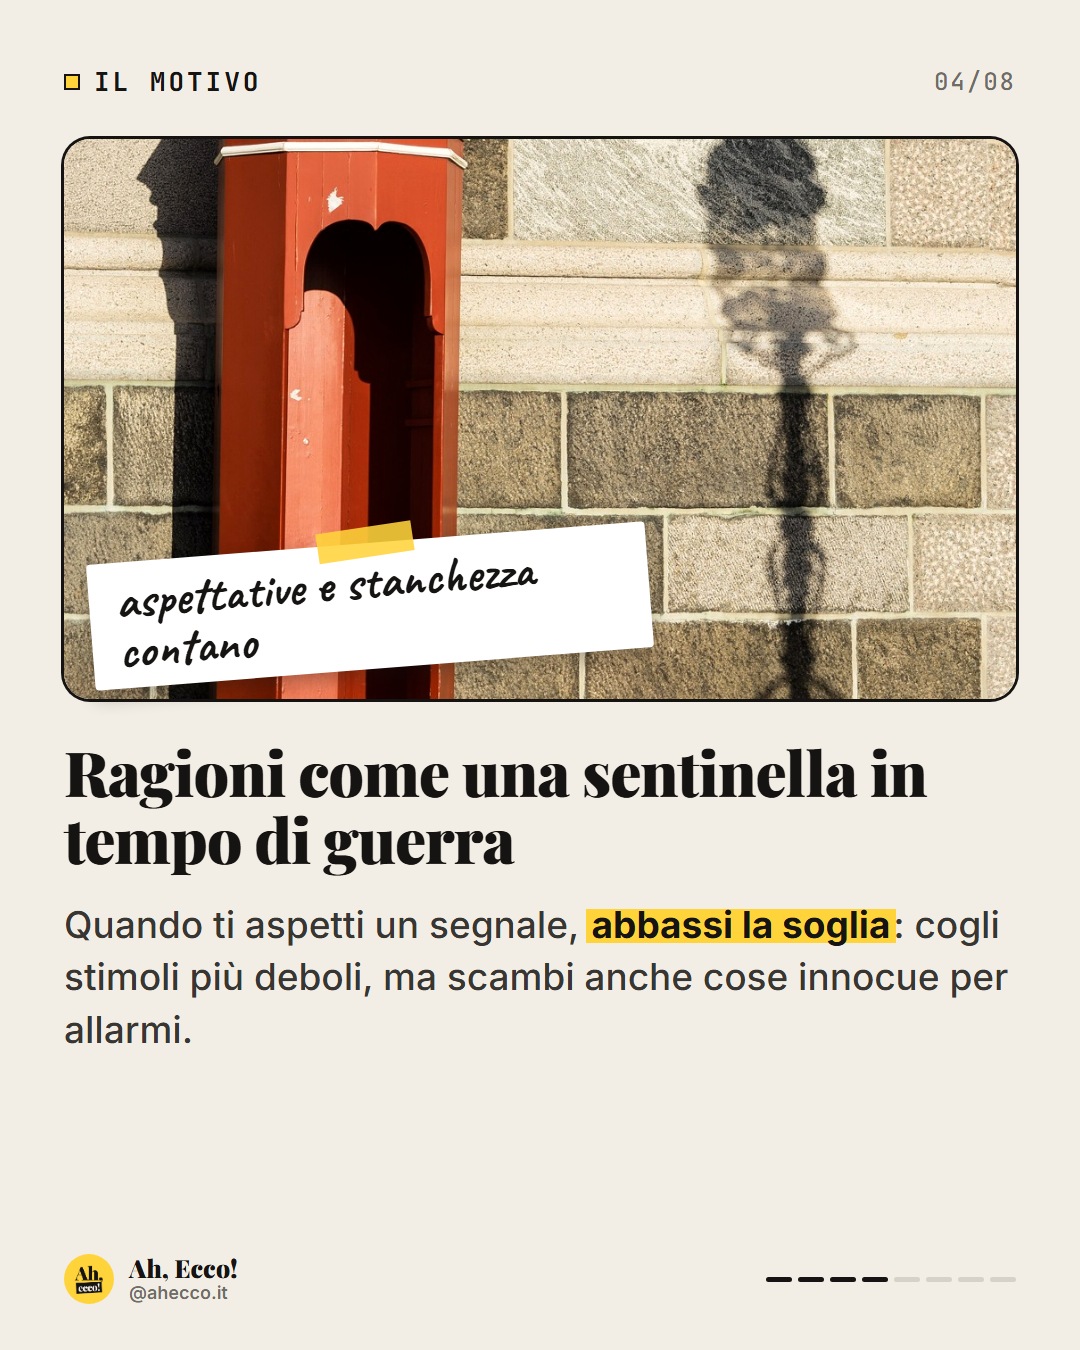 IL MOTIVO
04/08
aspettative e stanchezza
contano
Ragioni come una sentinella in
tempo di guerra
Quando ti aspetti un segnale, abbassi la soglia: cogli
stimoli più deboli, ma scambi anche cose innocue per
allarmi.
Ah,
ecco!
Ah, Ecco!
@ahecco.it